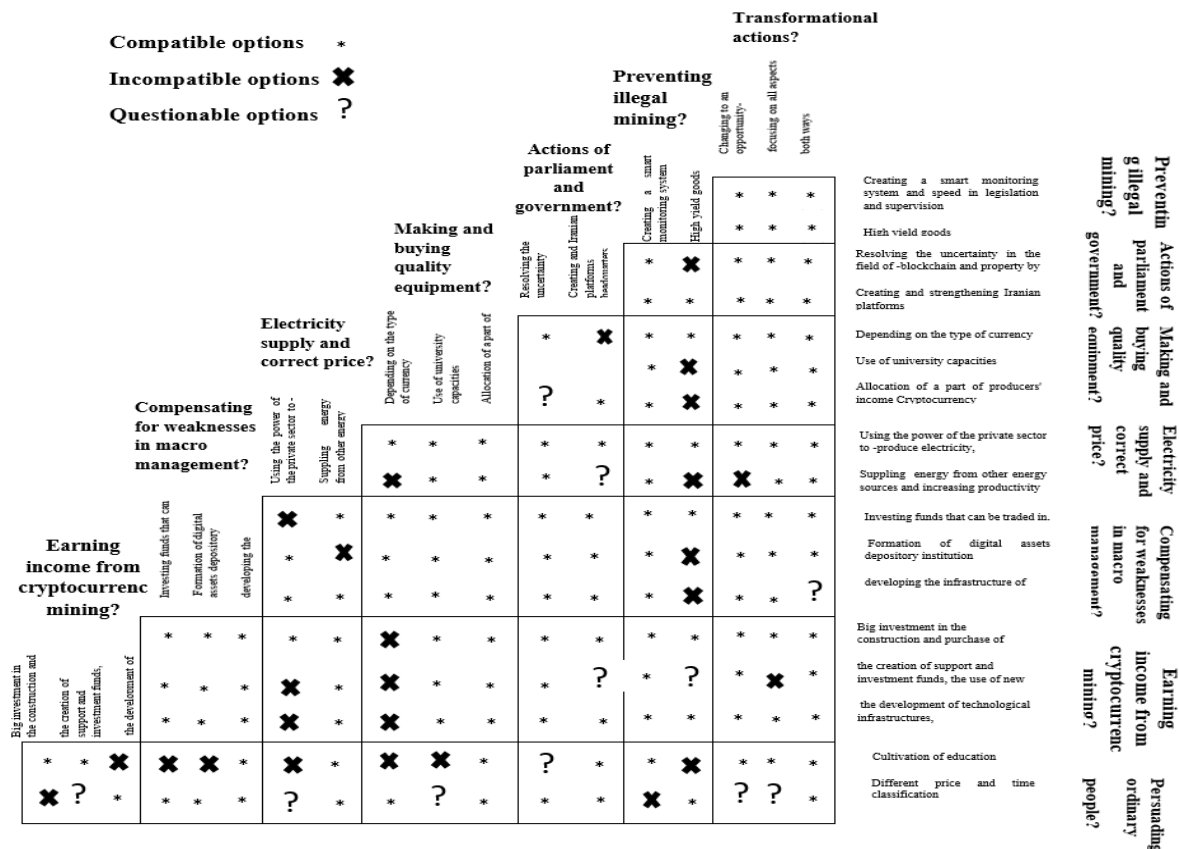 Transformational
actions?
Compatible options *
Incompatible options ✖
Questionable options ?
Preventing
illegal
mining?
Changing to an
opportunity-
focusing on all aspects
both ways
Actions of
parliament
and
government?
Creating a smart
monitoring system
High yield goods
Making and
buying
quality
equipment?
Resolving the
uncertainty
Creating and Iranian
platforms
headquarters
Electricity
supply and
correct price?
Depending on the type
of currency
Use of university
capacities
Allocation of a part of
Compensating
for weaknesses
in macro
management?
Using the power of
the private sector to -
Suppling energy
from other energy
Earning
income from
cryptocurrenc
mining?
Investing funds that can
Formation of digital
assets depository
developing the
Big investment in
the construction and
the creation of
support and
investment funds,
the development of
* * *
* * *
* ✖ * * *
* * * * *
* ✖ * * * * *
* ✖ * * *
? * * ✖ * * *
* * * * * * * * * *
✖ * * * ? * ✖ ✖ * *
✖ * * * * * * * * * * *
* ✖ * * * * * * ✖ * * *
* * * * * * * * ✖ * * ?
* * * * * ✖ * * * * * * * * *
* * * ✖ * ✖ * * * ? * ? * ✖ *
* * * ✖ * ✖ * * * * * * * * *
* * ✖ ✖ ✖ * ✖ * ✖ ✖ * ? * * ✖ * * *
✖ ? * * * * ? * * ? * * * ✖ * ? ? *
Creating a smart monitoring
system and speed in legislation
and supervision
High yield goods
Resolving the uncertainty in the
field of -blockchain and property by
Creating and strengthening Iranian
platforms
Depending on the type of currency
Use of university capacities
Allocation of a part of producers'
income Cryptocurrency
Using the power of the private sector
to -produce electricity,
Suppling energy from other energy
sources and increasing productivity
Investing funds that can be traded in.
Formation of digital assets
depository institution
developing the infrastructure of
Big investment in the
construction and purchase of
the creation of support and
investment funds, the use of new
the development of technological
infrastructures,
Cultivation of education
Different price and time
classification
Preventin
g illegal
mining?
Actions of
parliament
and
government?
Making and
buying
quality
equipment?
Electricity
supply and
correct
price?
Compensating
for weaknesses
in macro
management?
Earning
income from
cryptocurrenc
mining?
Persuading
ordinary
people?